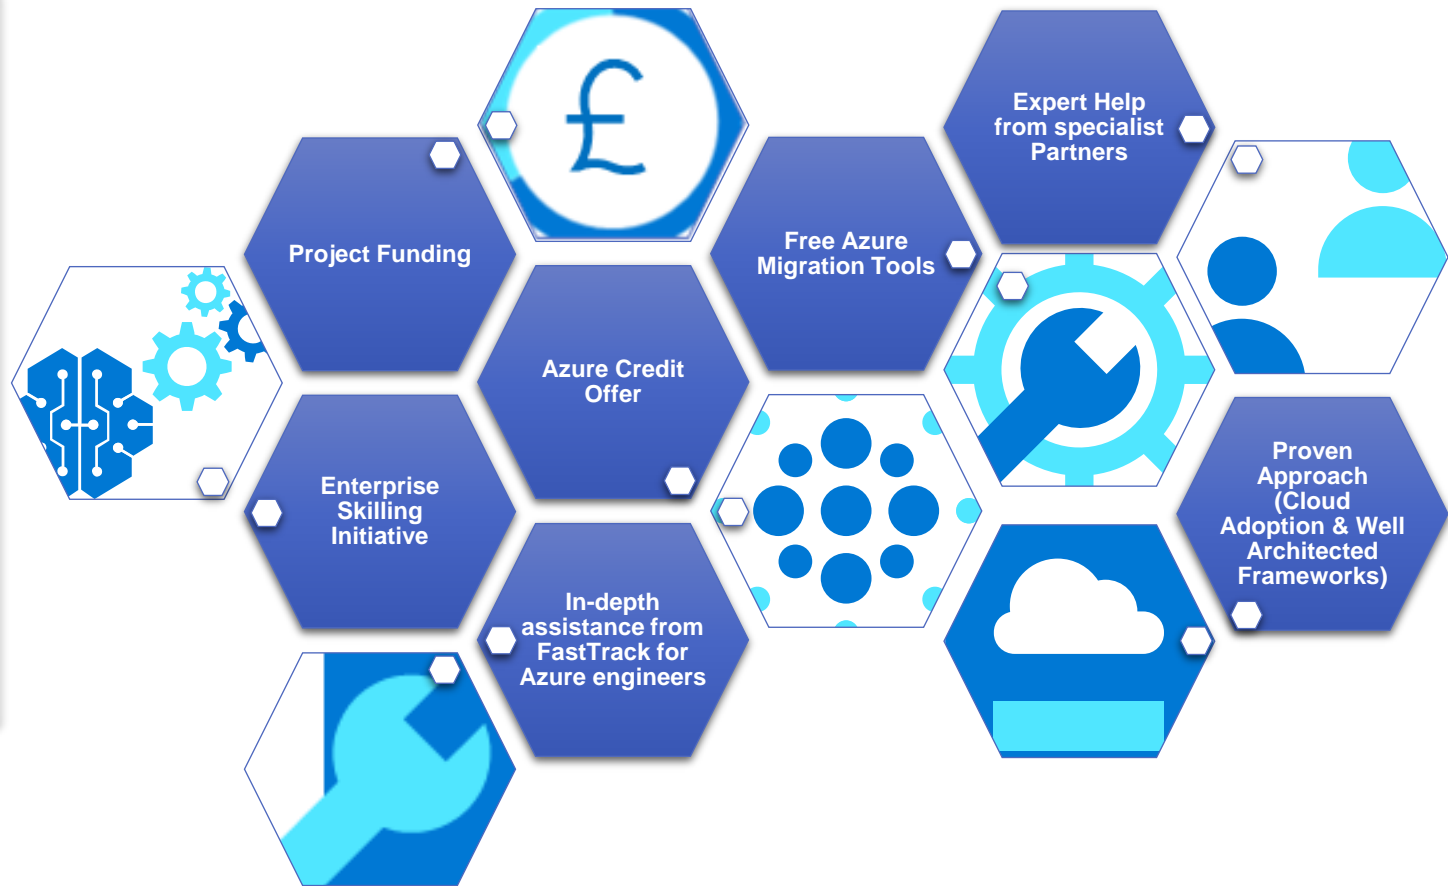 £
Expert Help
from specialist
Partners
Project Funding
Free Azure
Migration Tools
Azure Credit
Offer
Enterprise
Skilling
Initiative
Proven
Approach
(Cloud
Adoption & Well
Architected
Frameworks)
In-depth
assistance from
FastTrack for
Azure engineers